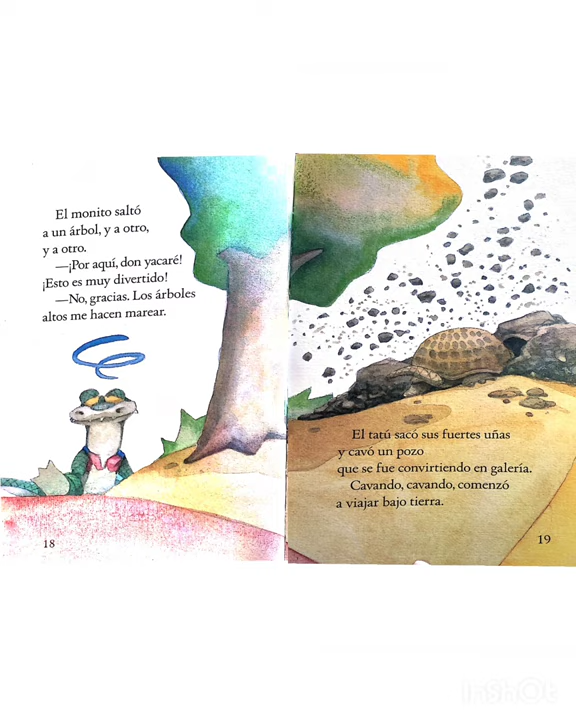 El monito saltó
a un árbol, y a otro,
y a otro.
—¡Por aquí, don yacaré!
¡Esto es muy divertido!
—No, gracias. Los árboles
altos me hacen marear.
18
El tatú sacó sus fuertes uñas
y cavó un pozo
que se fue convirtiendo en galería.
Cavando, cavando, comenzó
a viajar bajo tierra.
19
InShOt